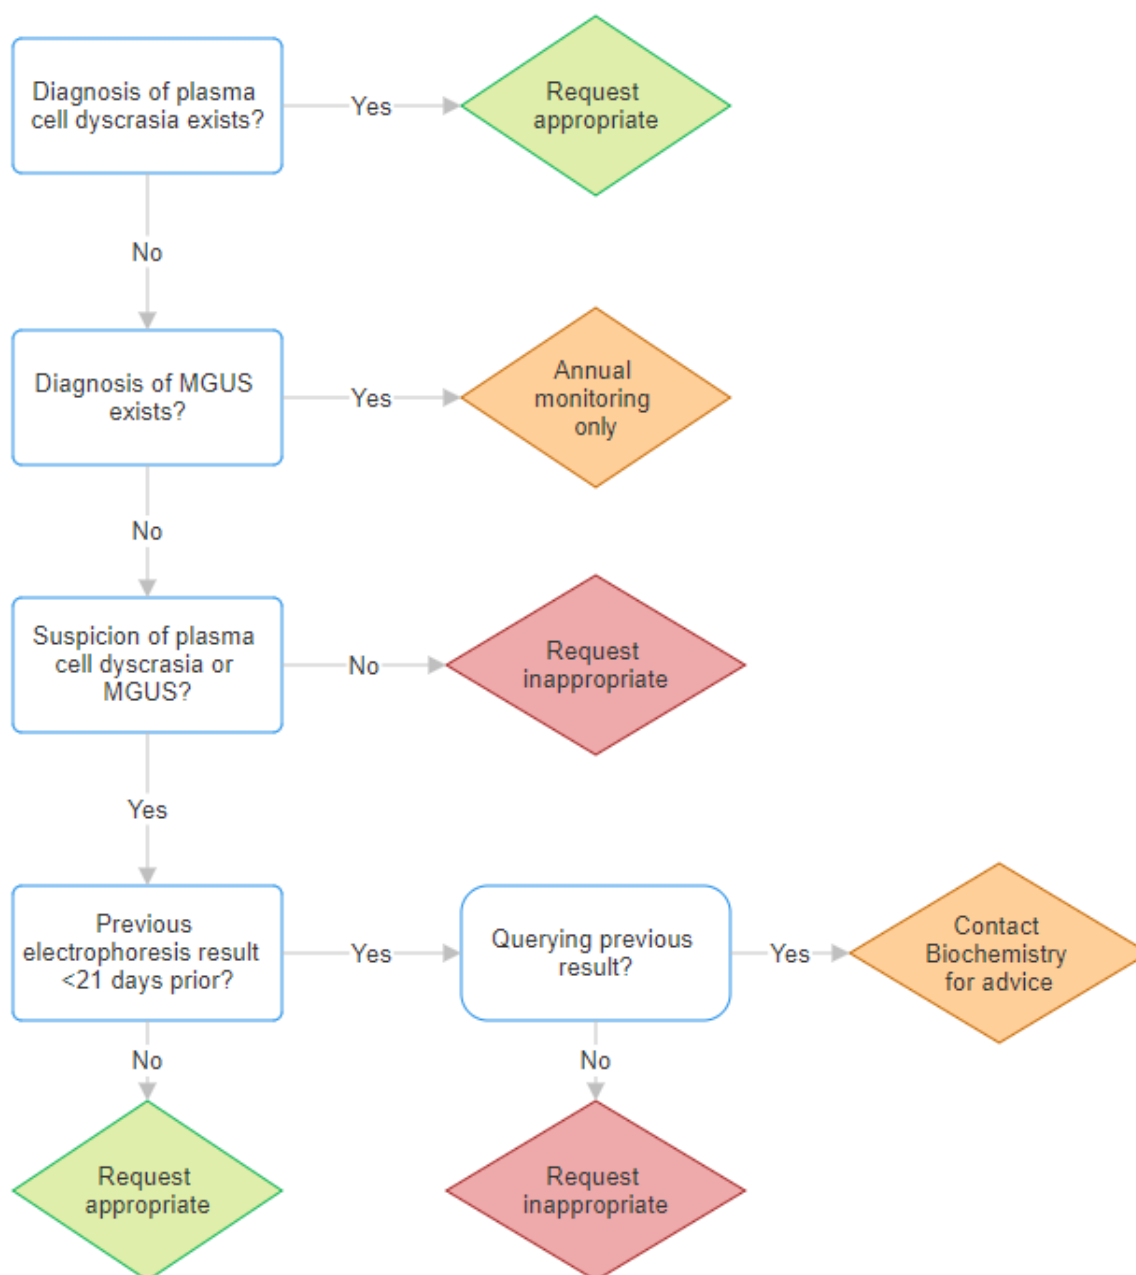 Diagnosis of plasma
cell dyscrasia exists?
Yes
Request
appropriate
No
Diagnosis of MGUS
exists?
Yes
Annual
monitoring
only
No
Suspicion of plasma
cell dyscrasia or
MGUS?
No
Request
inappropriate
Yes
Previous
electrophoresis result
<21 days prior?
Yes
Querying previous
result?
Yes
Contact
Biochemistry
for advice
No
Request
appropriate
No
Request
inappropriate